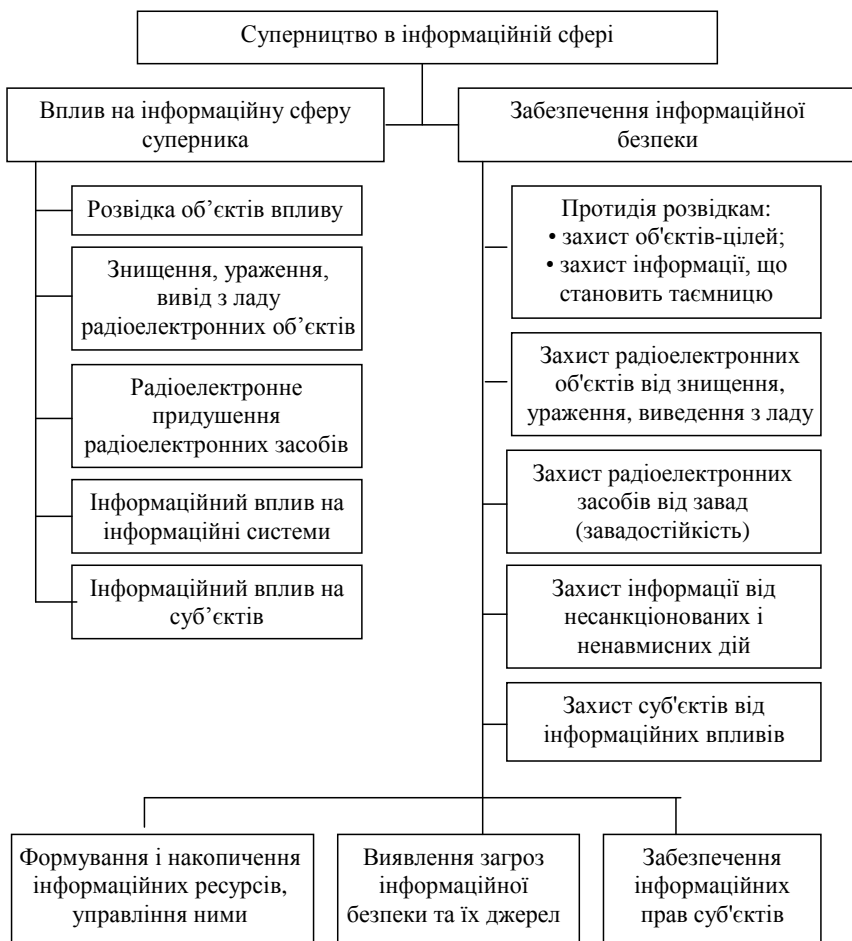 Суперництво в інформаційній сфері
Вплив на інформаційну сферу
суперника
Забезпечення інформаційної
безпеки
Розвідка об’єктів впливу
Знищення, ураження,
вивід з ладу
радіоелектронних об’єктів
Радіоелектронне
придушення
радіоелектронних засобів
Інформаційний вплив на
інформаційні системи
Інформаційний вплив на
суб’єктів
Протидія розвідкам:
• захист об'єктів-цілей;
• захист інформації, що
становить таємницю
Захист радіоелектронних
об'єктів від знищення,
ураження, виведення з ладу
Захист радіоелектронних
засобів від завад
(завадостійкість)
Захист інформації від
несанкціонованих і
ненавмисних дій
Захист суб'єктів від
інформаційних впливів
Формування і накопичення
інформаційних ресурсів,
управління ними
Виявлення загроз
інформаційної
безпеки та їх джерел
Забезпечення
інформаційних
прав суб'єктів